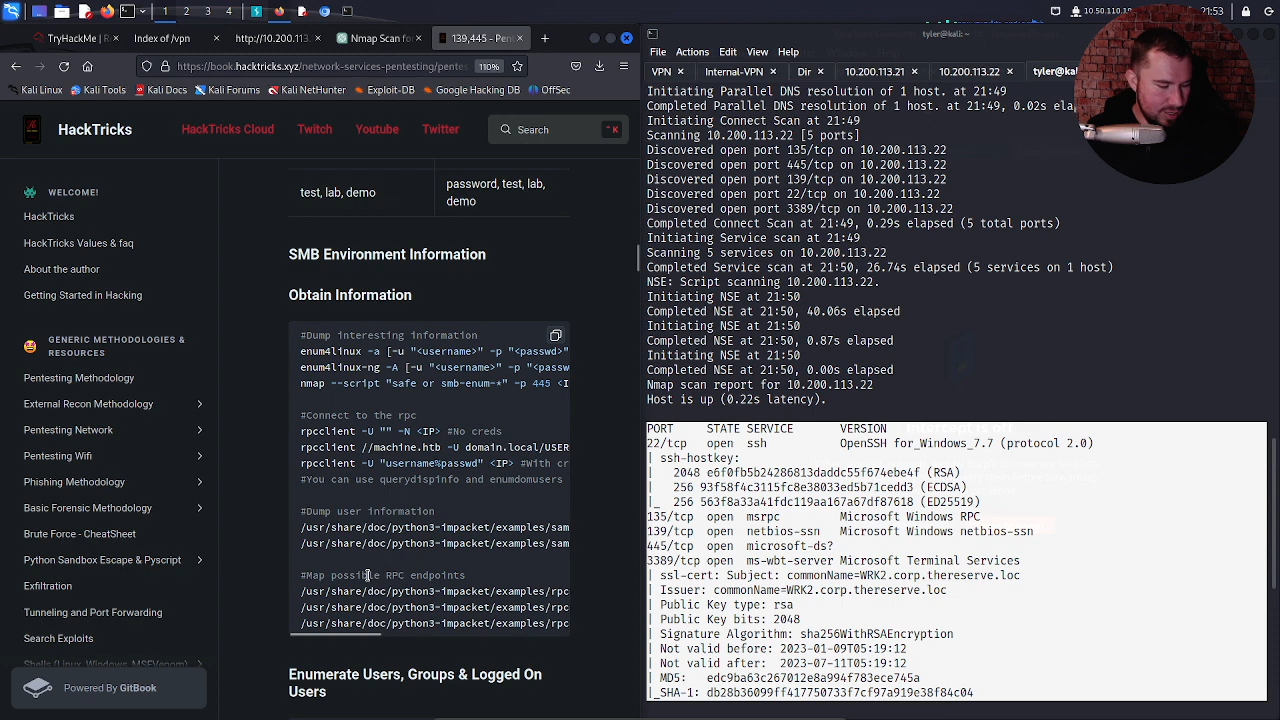 1
2
3
4
10.50.110.
21:53
TryHackMe | R
Index of /vpn
http://10.200.113
Nmap Scan fo
139,445 -
tyler@kali: ~
https://book.hacktricks.xyz/network-services-pentesting/pentes
110%
Kali Linux
Kali Tools
Kali Docs
Kali Forums
Kali NetHunter
Exploit-DB
Google Hacking DB
OffSec
HackTricks
HackTricks Cloud
Twitch
Youtube
Twitter
Search
K
WELCOME!
HackTricks
HackTricks Values & faq
About the author
Getting Started in Hacking
GENERIC METHODOLOGIES &
RESOURCES
Pentesting Methodology
External Recon Methodology
Pentesting Network
Pentesting Wifi
Phishing Methodology
Basic Forensic Methodology
Brute Force - CheatSheet
Python Sandbox Escape & Pyscript
Exfiltration
Tunneling and Port Forwarding
Search Exploits
Shells (Linux, Windows, MSFVenom)
Powered By GitBook
test, lab, demo
password, test, lab,
demo
SMB Environment Information
Obtain Information
#Dump interesting information
enum4linux -a [-u "<username>" -p "<passwd>"
enum4linux-ng -A [-u "<username>" -p "<passw
nmap --script "safe or smb-enum-*" -p 445 <I
#Connect to the rpc
rpcclient -U "" -N <IP> #No creds
rpcclient //machine.htb -U domain.local/USER
rpcclient -U "username%passwd" <IP> #With cr
#You can use querydispinfo and enumdomusers
#Dump user information
/usr/share/doc/python3-impacket/examples/sam
/usr/share/doc/python3-impacket/examples/sam
#Map possible RPC endpoints
/usr/share/doc/python3-impacket/examples/rpc
/usr/share/doc/python3-impacket/examples/rpc
/usr/share/doc/python3-impacket/examples/rpc
Enumerate Users, Groups & Logged On
Users
File Actions Edit View Help
VPN
Internal-VPN
Dir
10.200.113.21
10.200.113.22
tyler@kal
Initiating Parallel DNS resolution of 1 host. at 21:49
Completed Parallel DNS resolution of 1 host. at 21:49, 0.02s ela
Initiating Connect Scan at 21:49
Scanning 10.200.113.22 [5 ports]
Discovered open port 135/tcp on 10.200.113.22
Discovered open port 445/tcp on 10.200.113.22
Discovered open port 139/tcp on 10.200.113.22
Discovered open port 22/tcp on 10.200.113.22
Discovered open port 3389/tcp on 10.200.113.22
Completed Connect Scan at 21:49, 0.29s elapsed (5 total ports)
Initiating Service scan at 21:49
Scanning 5 services on 10.200.113.22
Completed Service scan at 21:50, 26.74s elapsed (5 services on 1 host)
NSE: Script scanning 10.200.113.22.
Initiating NSE at 21:50
Completed NSE at 21:50, 40.06s elapsed
Initiating NSE at 21:50
Completed NSE at 21:50, 0.87s elapsed
Initiating NSE at 21:50
Completed NSE at 21:50, 0.00s elapsed
Nmap scan report for 10.200.113.22
Host is up (0.22s latency).
PORT STATE SERVICE VERSION
22/tcp open ssh OpenSSH for_Windows_7.7 (protocol 2.0)
| ssh-hostkey:
| 2048 e6f0fb5b24286813daddc55f674ebe4f (RSA)
| 256 93f58f4c3115fc8e38033ed5b71cedd3 (ECDSA)
|_ 256 563f8a33a41fdc119aa167a67df87618 (ED25519)
135/tcp open msrpc Microsoft Windows RPC
139/tcp open netbios-ssn Microsoft Windows netbios-ssn
445/tcp open microsoft-ds?
3389/tcp open ms-wbt-server Microsoft Terminal Services
| ssl-cert: Subject: commonName=WRK2.corp.thereserve.loc
| Issuer: commonName=WRK2.corp.thereserve.loc
| Public Key type: rsa
| Public Key bits: 2048
| Signature Algorithm: sha256WithRSAEncryption
| Not valid before: 2023-01-09T05:19:12
| Not valid after: 2023-07-11T05:19:12
| MD5: edc9ba63c267012e8a994f783ece745a
|_SHA-1: db28b36099ff417750733f7cf97a919e38f84c04